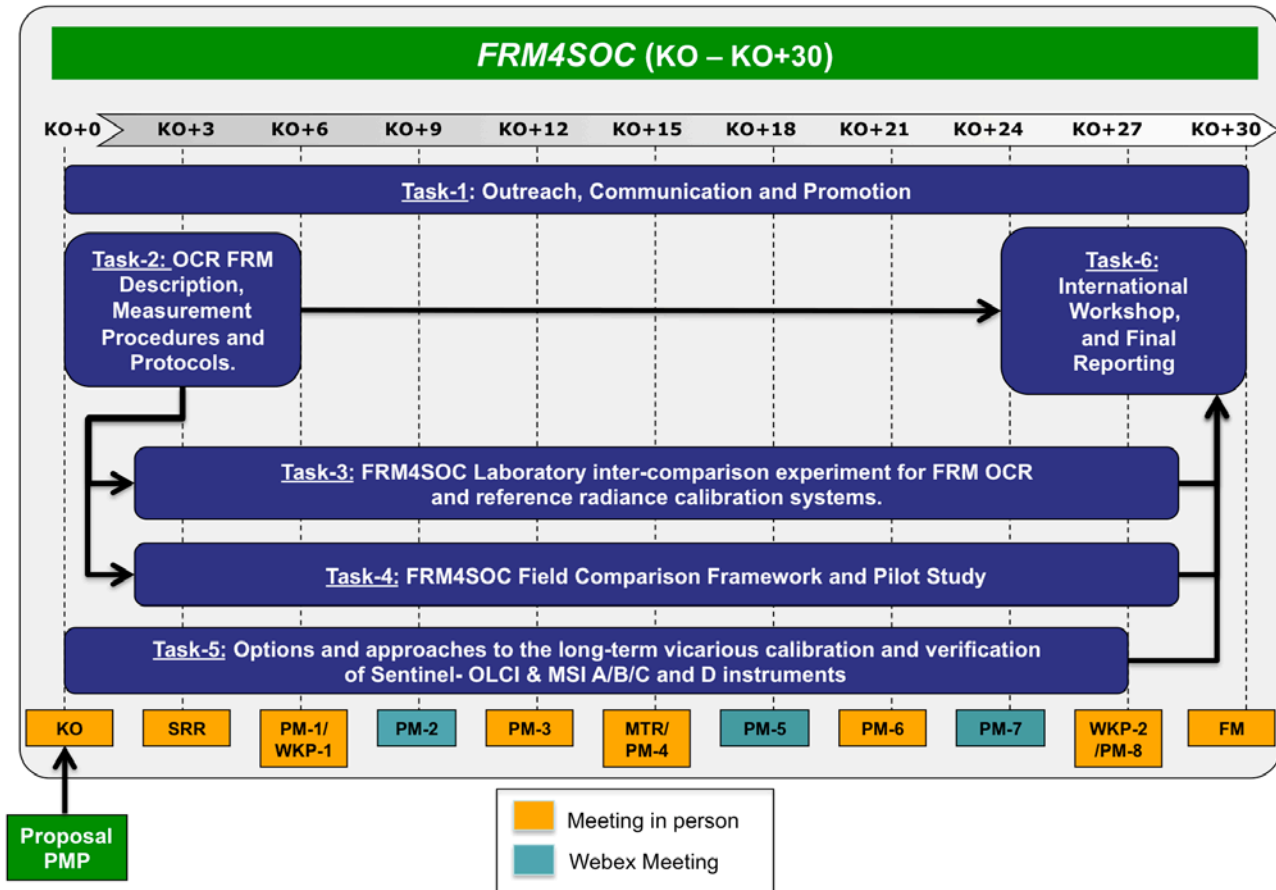 FRM4SOC (KO – KO+30)
KO+0 KO+3 KO+6 KO+9 KO+12 KO+15 KO+18 KO+21 KO+24 KO+27 KO+30
Task-1: Outreach, Communication and Promotion
Task-2: OCR FRM
Description,
Measurement
Procedures and
Protocols.
Task-6:
International
Workshop,
and Final
Reporting
Task-3: FRM4SOC Laboratory inter-comparison experiment for FRM OCR
and reference radiance calibration systems.
Task-4: FRM4SOC Field Comparison Framework and Pilot Study
Task-5: Options and approaches to the long-term vicarious calibration and verification
of Sentinel- OLCI & MSI A/B/C and D instruments
KO
SRR
PM-1/
WKP-1
PM-2
PM-3
MTR/
PM-4
PM-5
PM-6
PM-7
WKP-2
/PM-8
FM
Proposal
PMP
Meeting in person
Webex Meeting